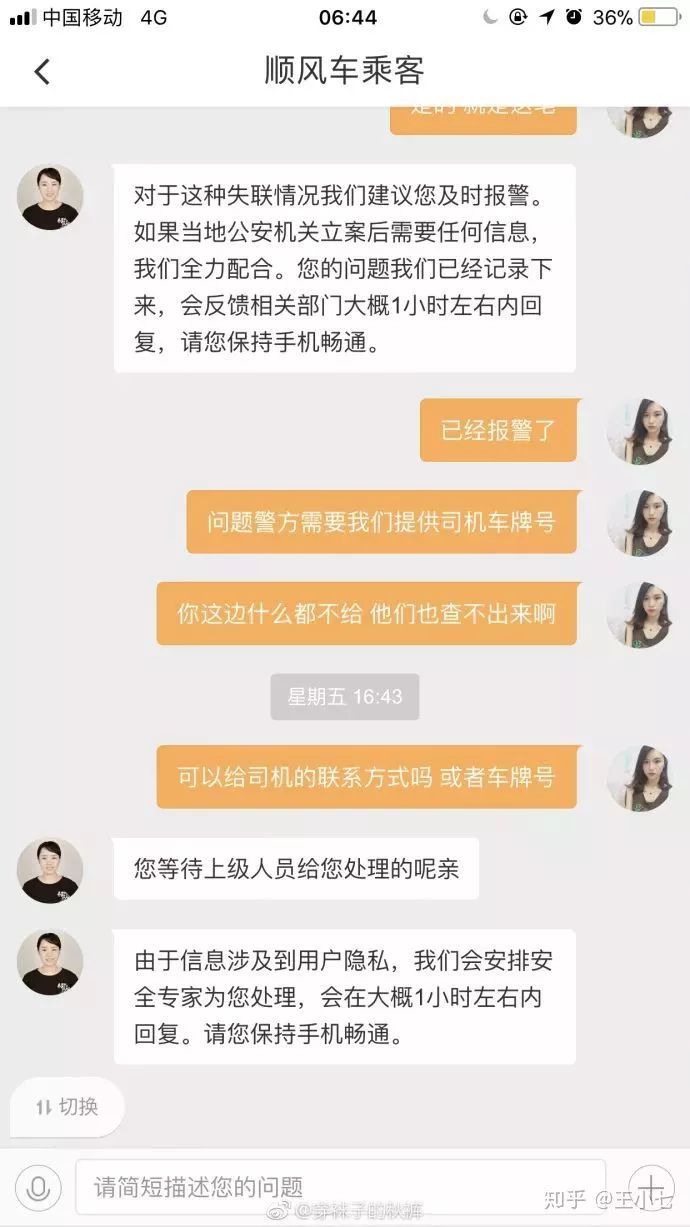 中国移动 4G 06:44 36%
顺风车乘客
是的 就是这笔
对于这种失联情况我们建议您及时报警。
如果当地公安机关立案后需要任何信息，
我们全力配合。您的问题我们已经记录下
来，会反馈相关部门大概1小时左右内回
复，请您保持手机畅通。
已经报警了
问题警方需要我们提供司机车牌号
你这边什么都不给 他们也查不出来啊
星期五 16:43
可以给司机的联系方式吗 或者车牌号
您等待上级人员给您处理的呢亲
由于信息涉及到用户隐私，我们会安排安
全专家为您处理，会在大概1小时左右内
回复。请您保持手机畅通。
切换
请简短描述您的问题
@穿袜子的秋裤
知乎 @王小七